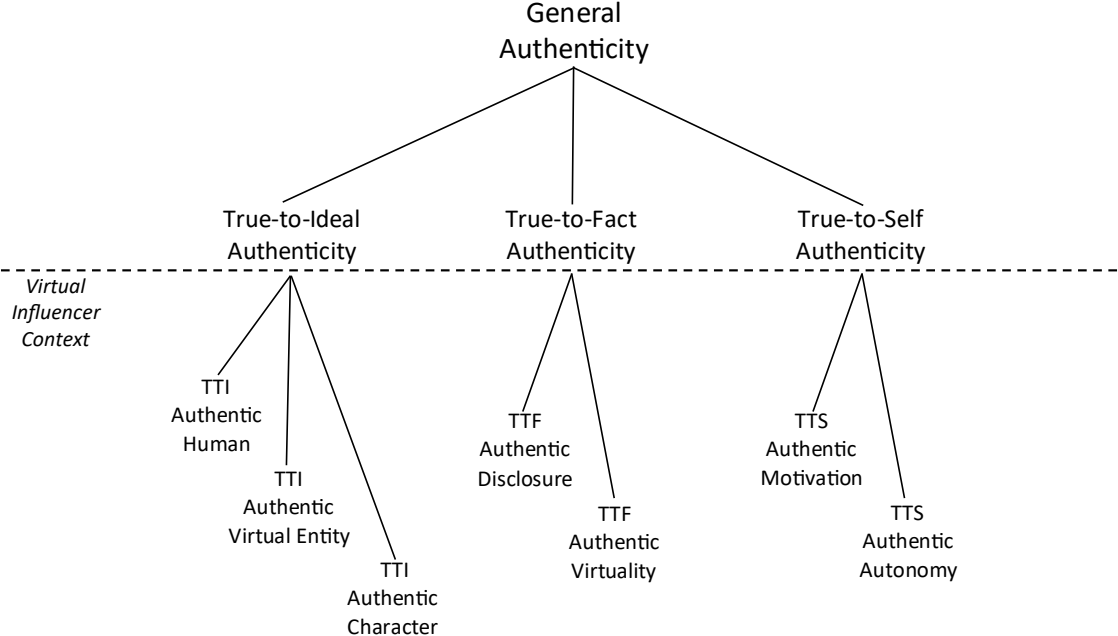 General
Authenticity
True-to-Ideal
Authenticity
True-to-Fact
Authenticity
True-to-Self
Authenticity
Virtual
Influencer
Context
TTI
Authentic
Human
TTI
Authentic
Virtual Entity
TTI
Authentic
Character
TTF
Authentic
Disclosure
TTF
Authentic
Virtuality
TTS
Authentic
Motivation
TTS
Authentic
Autonomy